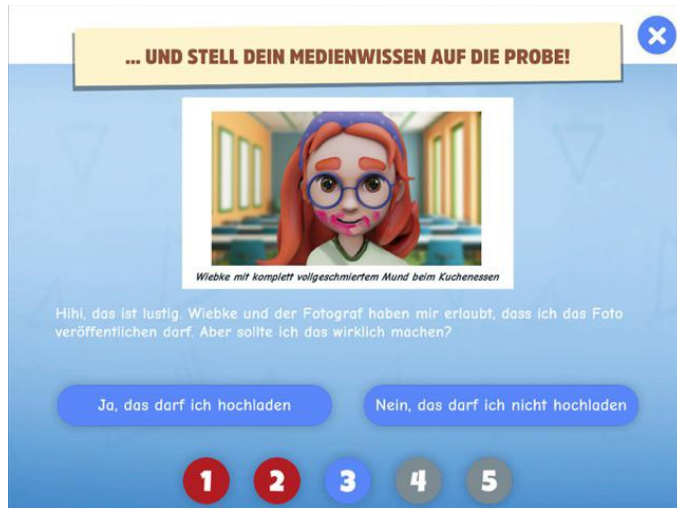 ... UND STELL DEIN MEDIENWISSEN AUF DIE PROBE!
Wiebke mit komplett vollgeschmiertem Mund beim Kuchenessen
Hihi, das ist lustig. Wiebke und der Fotograf haben mir erlaubt, dass ich das Foto
veröffentlichen darf. Aber sollte ich das wirklich machen?
Ja, das darf ich hochladen
Nein, das darf ich nicht hochladen
1 2 3 4 5